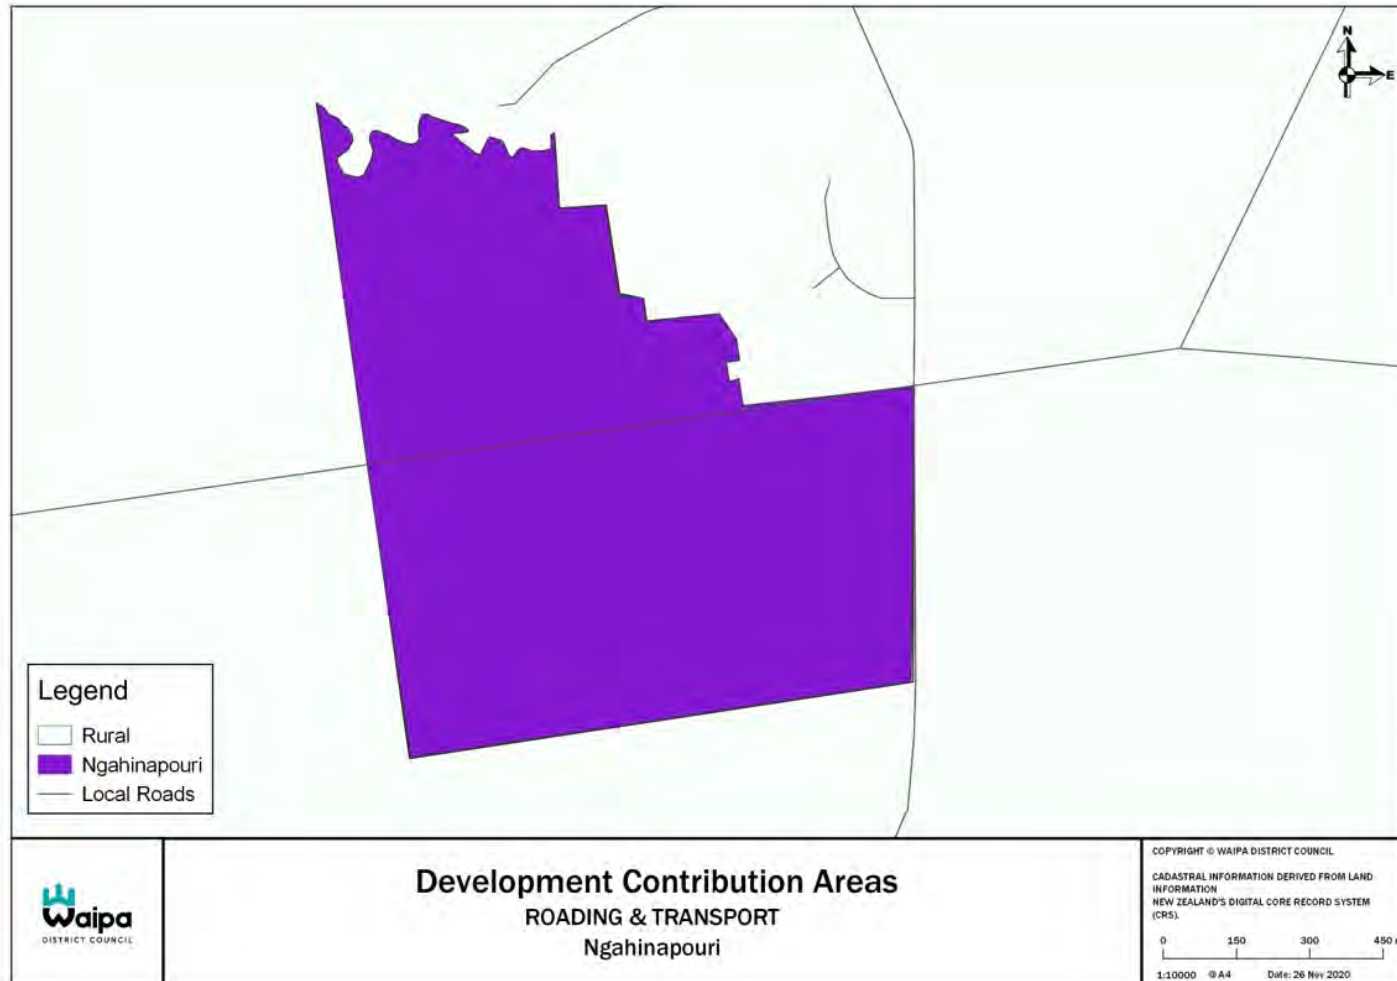 N
E
Legend
Rural
Ngahinapouri
Local Roads
Waipa
DISTRICT COUNCIL
Development Contribution Areas
ROADING & TRANSPORT
Ngahinapouri
COPYRIGHT © WAIPA DISTRICT COUNCIL
CADASTRAL INFORMATION DERIVED FROM LAND
INFORMATION
NEW ZEALAND'S DIGITAL CORE RECORD SYSTEM
(CRS).
0 150 300 450
1:10000 @A4 Date: 26 Nov 2020